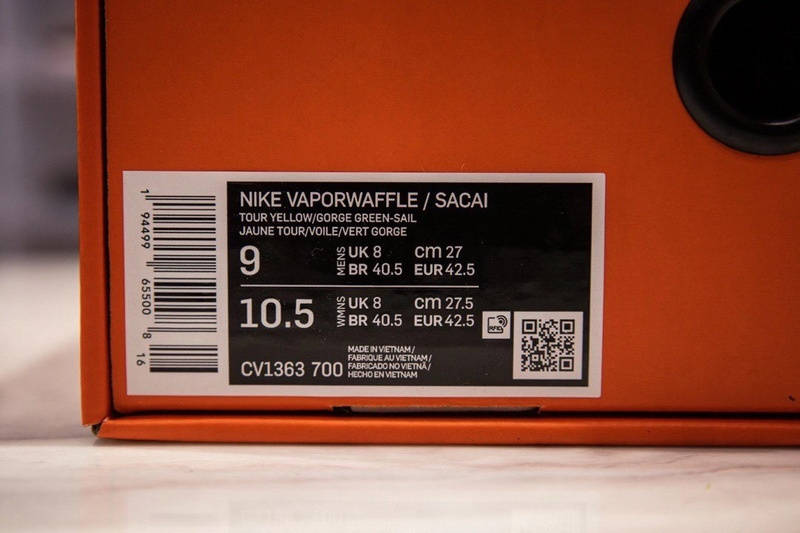 1 94499 65500 8 16
NIKE VAPORWAFFLE / SACAI
TOUR YELLOW/GORGE GREEN-SAIL
JAUNE TOUR/VOILE/VERT GORGE
9 MENS UK 8 cm 27
BR 40.5 EUR 42.5
10.5 WMNS UK 8 cm 27.5
BR 40.5 EUR 42.5
RFID
CV1363 700
MADE IN VIETNAM /
FABRIQUE AU VIETNAM /
FABRICADO NO VIETNÃ /
HECHO EN VIETNAM